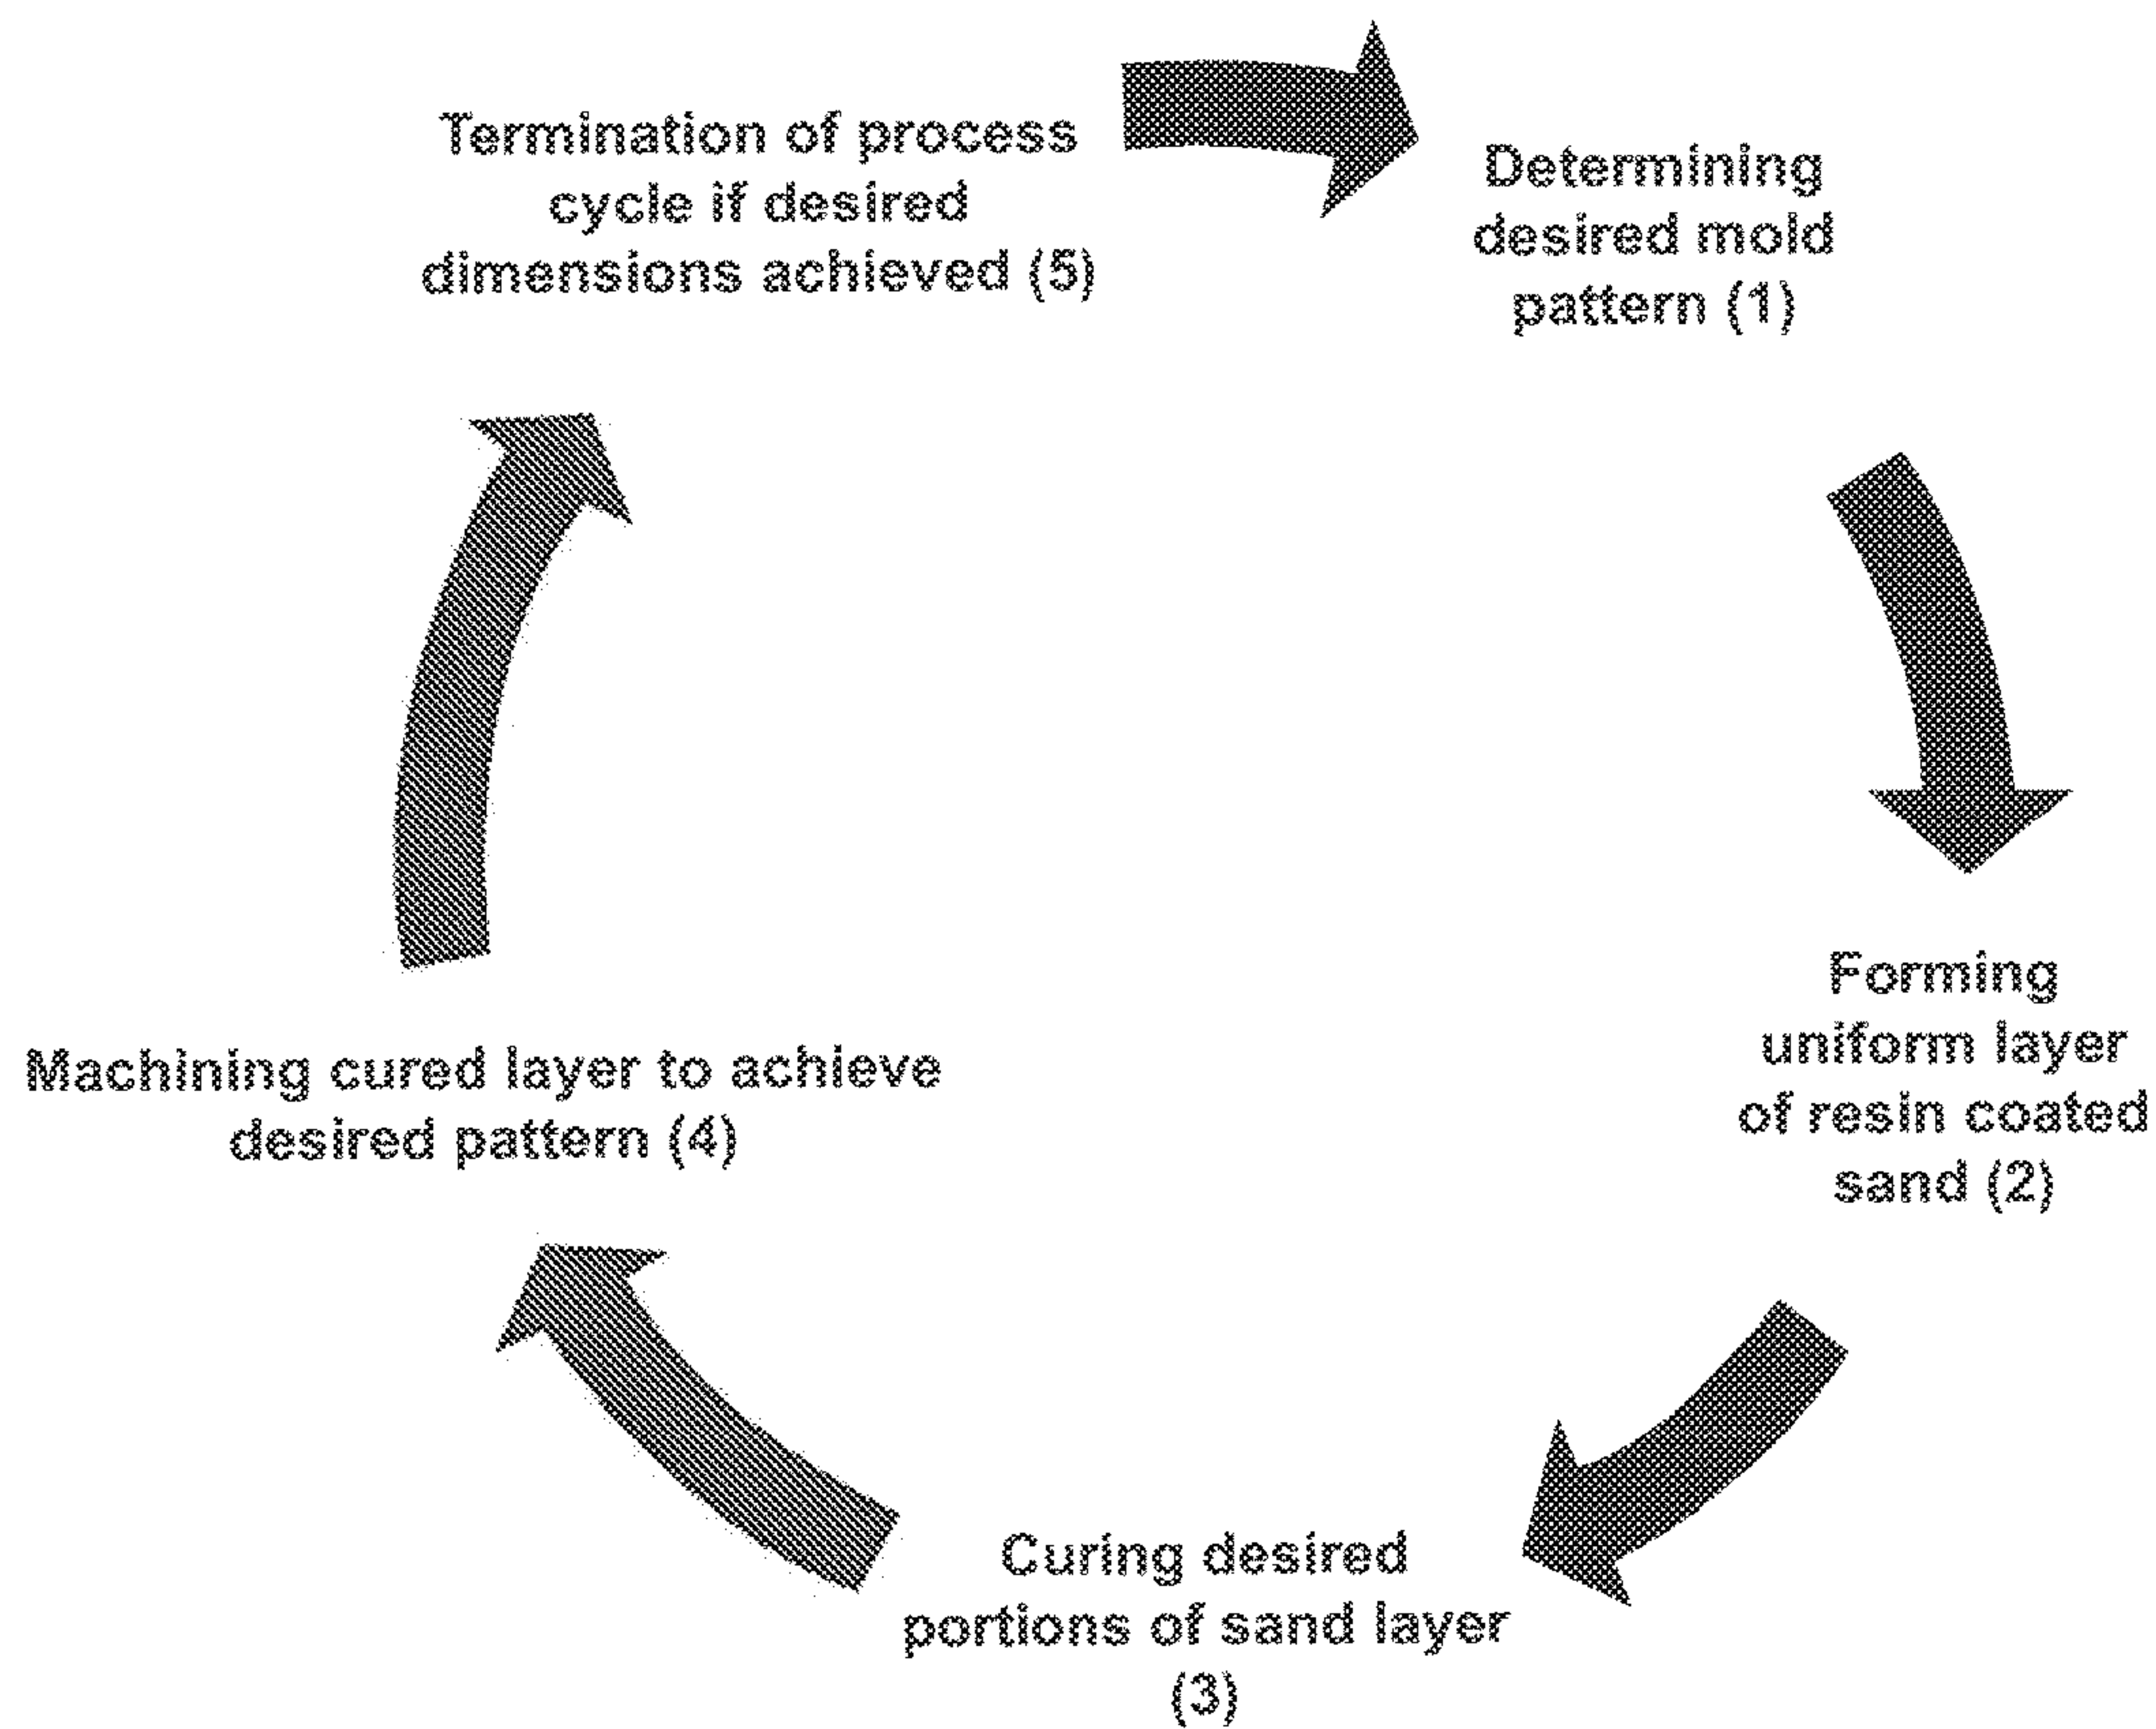 Termination of process
cycle if desired
dimensions achieved (5)
Determining
desired mold
pattern (1)
Forming
uniform layer
of resin coated
sand (2)
Curing desired
portions of sand layer
(3)
Machining cured layer to achieve
desired pattern (4)